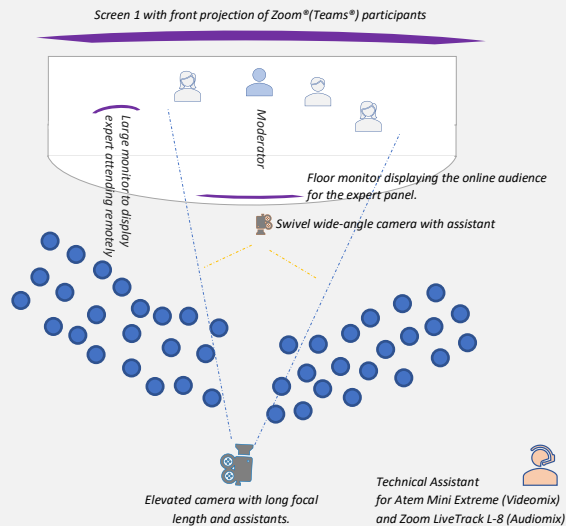 Screen 1 with front projection of Zoom®(Teams®) participants
Large monitor to display
expert attending remotely
Moderator
Floor monitor displaying the online audience
for the expert panel.
Swivel wide-angle camera with assistant
Elevated camera with long focal
length and assistants.
Technical Assistant
for Atem Mini Extreme (Videomix)
and Zoom LiveTrack L-8 (Audiomix)